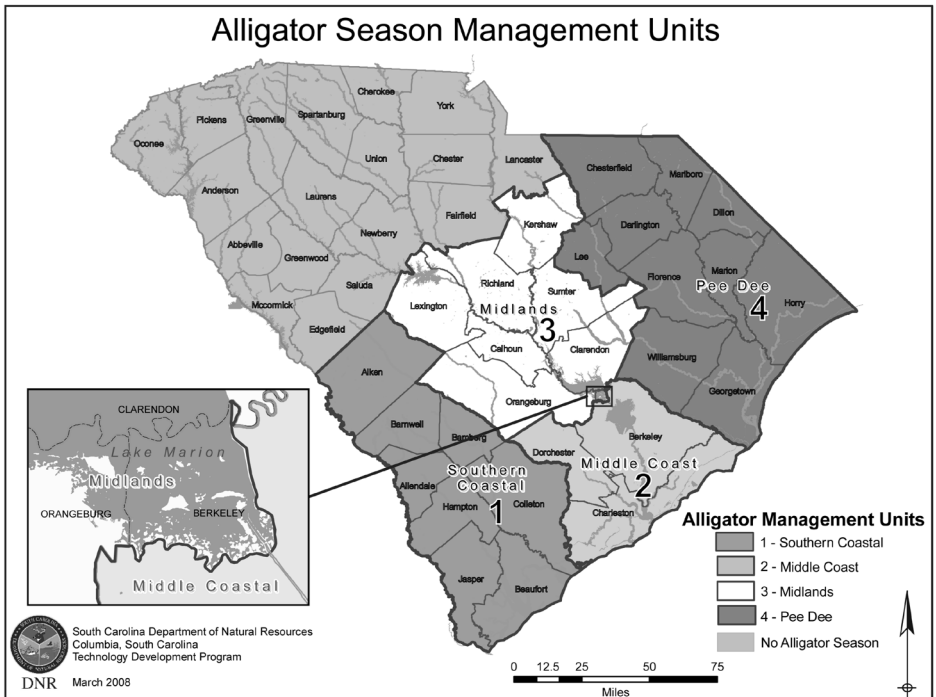 Alligator Season Management Units
Cherokee
York
Pickens
Greenville
Spartanburg
Oconee
Union
Chester
Lancaster
Chesterfield
Marlboro
Anderson
Laurens
Fairfield
Kershaw
Darlington
Dillon
Newberry
Abbeville
Greenwood
Lee
Florence
Marion
Pee Dee
4
Horry
Saluda
Richland
Sumter
Lexington
Midlands
3
Mccormick
Edgefield
Calhoun
Clarendon
Williamsburg
Aiken
Georgetown
Orangeburg
Barnwell
Bamberg
Berkeley
Dorchester
Middle Coast
2
Southern
Coastal
1
Allendale
Hampton
Colleton
Charleston
Jasper
Beaufort
CLARENDON
Lake Marion
Midlands
ORANGEBURG
BERKELEY
Middle Coastal
Alligator Management Units
1 - Southern Coastal
2 - Middle Coast
3 - Midlands
4 - Pee Dee
No Alligator Season
South Carolina Department of Natural Resources
Columbia, South Carolina
Technology Development Program
DNR
March 2008
0 12.5 25 50 75
Miles